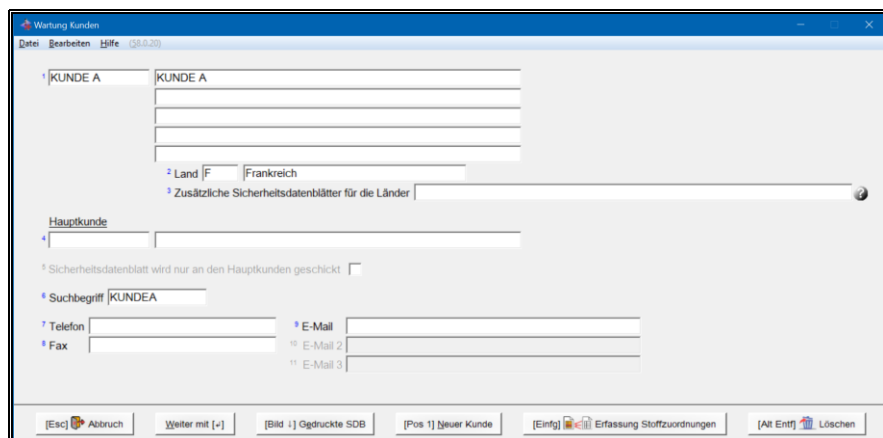 Wartung Kunden
Datei Bearbeiten Hilfe (58.0.20)
1 KUNDE A KUNDE A
2 Land F Frankreich
3 Zusätzliche Sicherheitsdatenblätter für die Länder
Hauptkunde
4
5 Sicherheitsdatenblatt wird nur an den Hauptkunden geschickt
6 Suchbegriff KUNDEA
7 Telefon 9 E-Mail
8 Fax 10 E-Mail 2
11 E-Mail 3
[Esc] Abbruch Weiter mit [↵] [Bild ↓] Gedruckte SDB [Pos 1] Neuer Kunde [Einfg] Erfassung Stoffzuordnungen [Alt Entf] Löschen